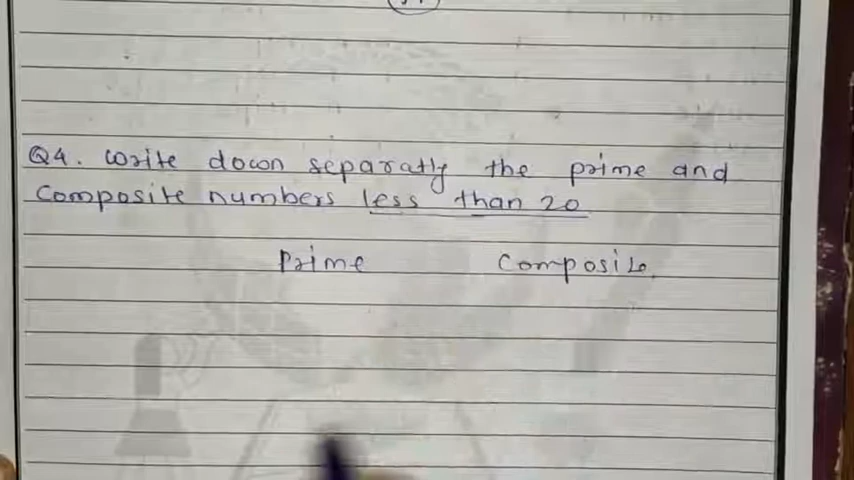 Q4. write down separatly the prime and
composite numbers less than 20
Prime composite